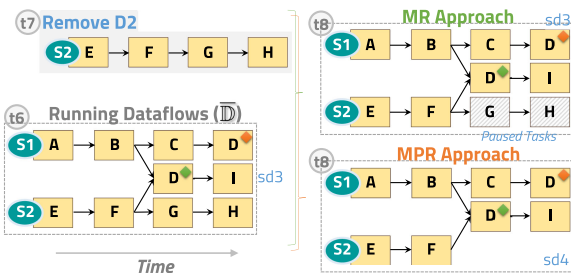 t7 Remove D2
S2 E F G H
t6 Running Dataflows (𝔻̅)
S1 A B C D
D I sd3
S2 E F G H
Time
t8 MR Approach sd3
S1 A B C D
D I
S2 E F G H
Paused Tasks
t8 MPR Approach
S1 A B C D
D I
S2 E F
sd4